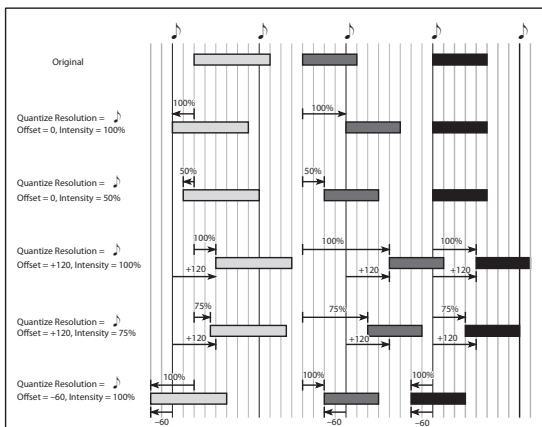 ♪ ♪ ♪ ♪ ♪
Original
Quantize Resolution = ♪
Offset = 0, Intensity = 100%
100% 100%
Quantize Resolution = ♪
Offset = 0, Intensity = 50%
50% 50%
Quantize Resolution = ♪
Offset = +120, Intensity = 100%
100% 100% 100%
+120 +120 +120
Quantize Resolution = ♪
Offset = +120, Intensity = 75%
75% 75% 75%
+120 +120 +120
Quantize Resolution = ♪
Offset = –60, Intensity = 100%
100% 100% 100%
–60 –60 –60